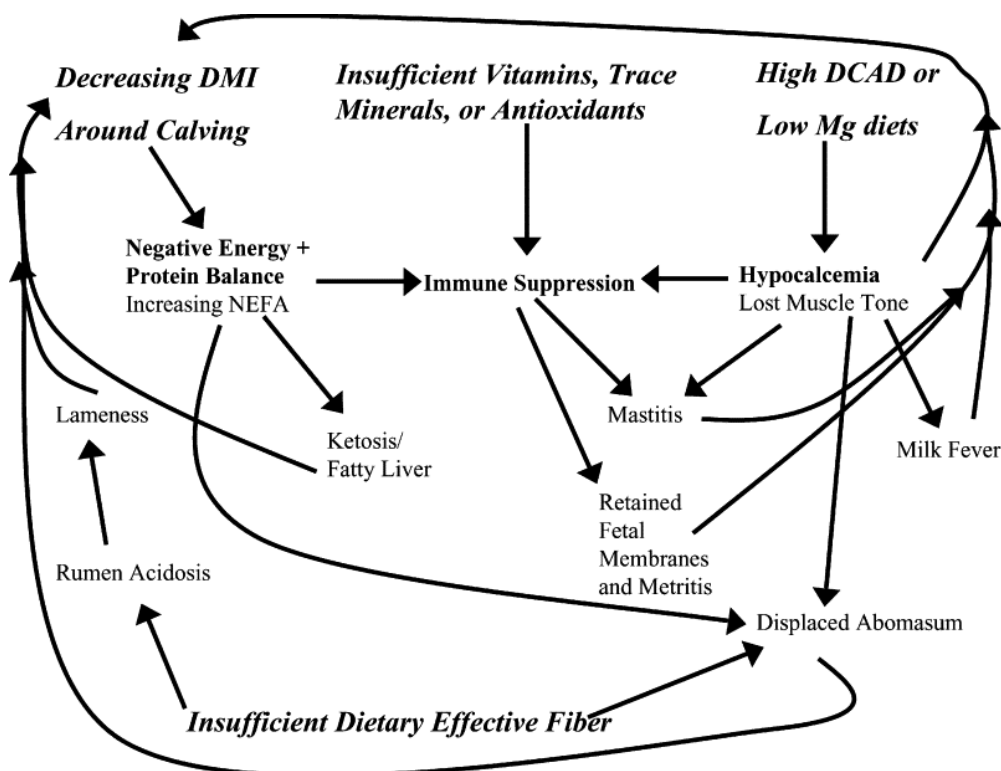 Decreasing DMI
Around Calving
Insufficient Vitamins, Trace
Minerals, or Antioxidants
High DCAD or
Low Mg diets
Negative Energy +
Protein Balance
Increasing NEFA
Immune Suppression
Hypocalcemia
Lost Muscle Tone
Lameness
Ketosis/
Fatty Liver
Mastitis
Milk Fever
Retained
Fetal
Membranes
and Metritis
Rumen Acidosis
Displaced Abomasum
Insufficient Dietary Effective Fiber